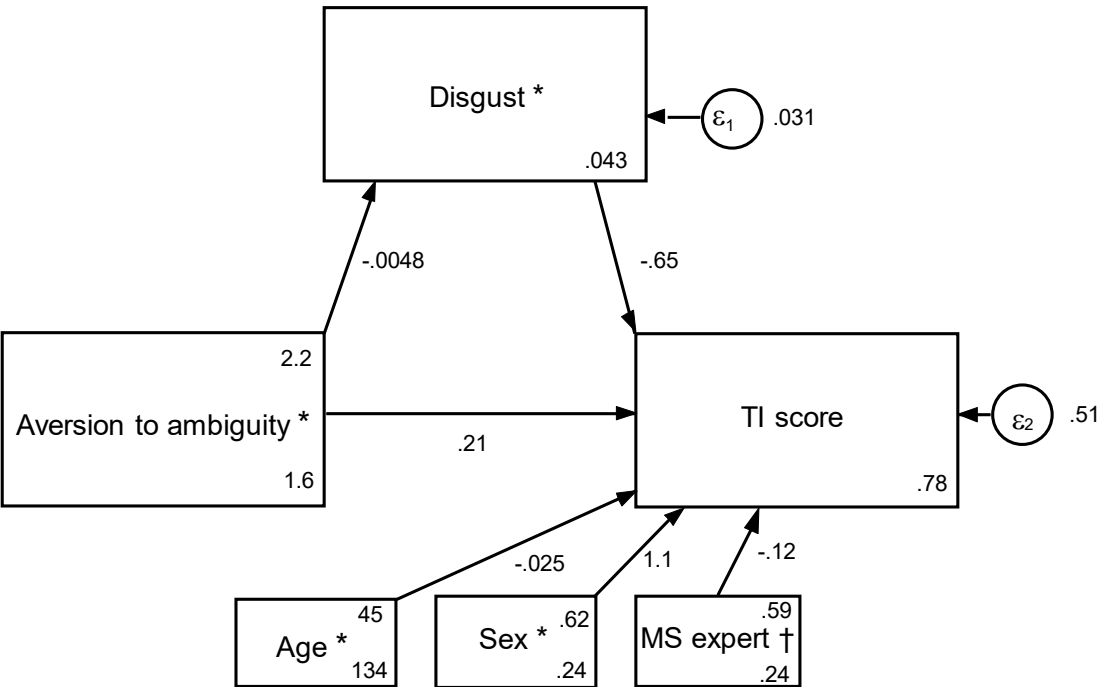 Disgust *
.043
ε1
.031
-.0048
-.65
2.2
Aversion to ambiguity *
1.6
.21
TI score
.78
ε2
.51
-.025
1.1
-.12
45
Age *
134
.62
Sex *
.24
.59
MS expert †
.24